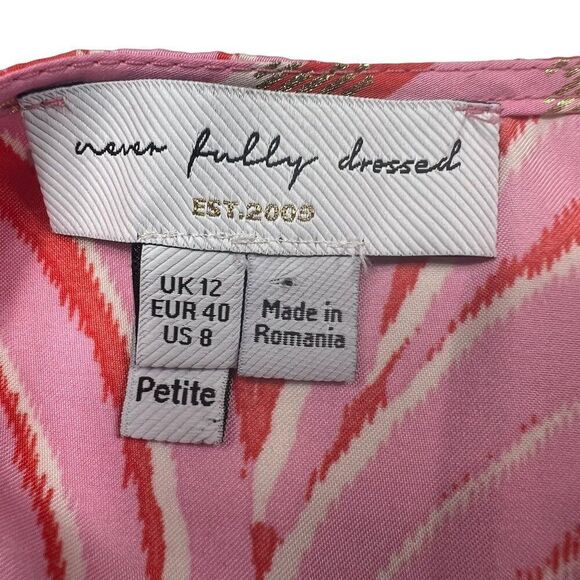 never fully dressed
EST.2009
UK 12
EUR 40
US 8
Made in
Romania
Petite